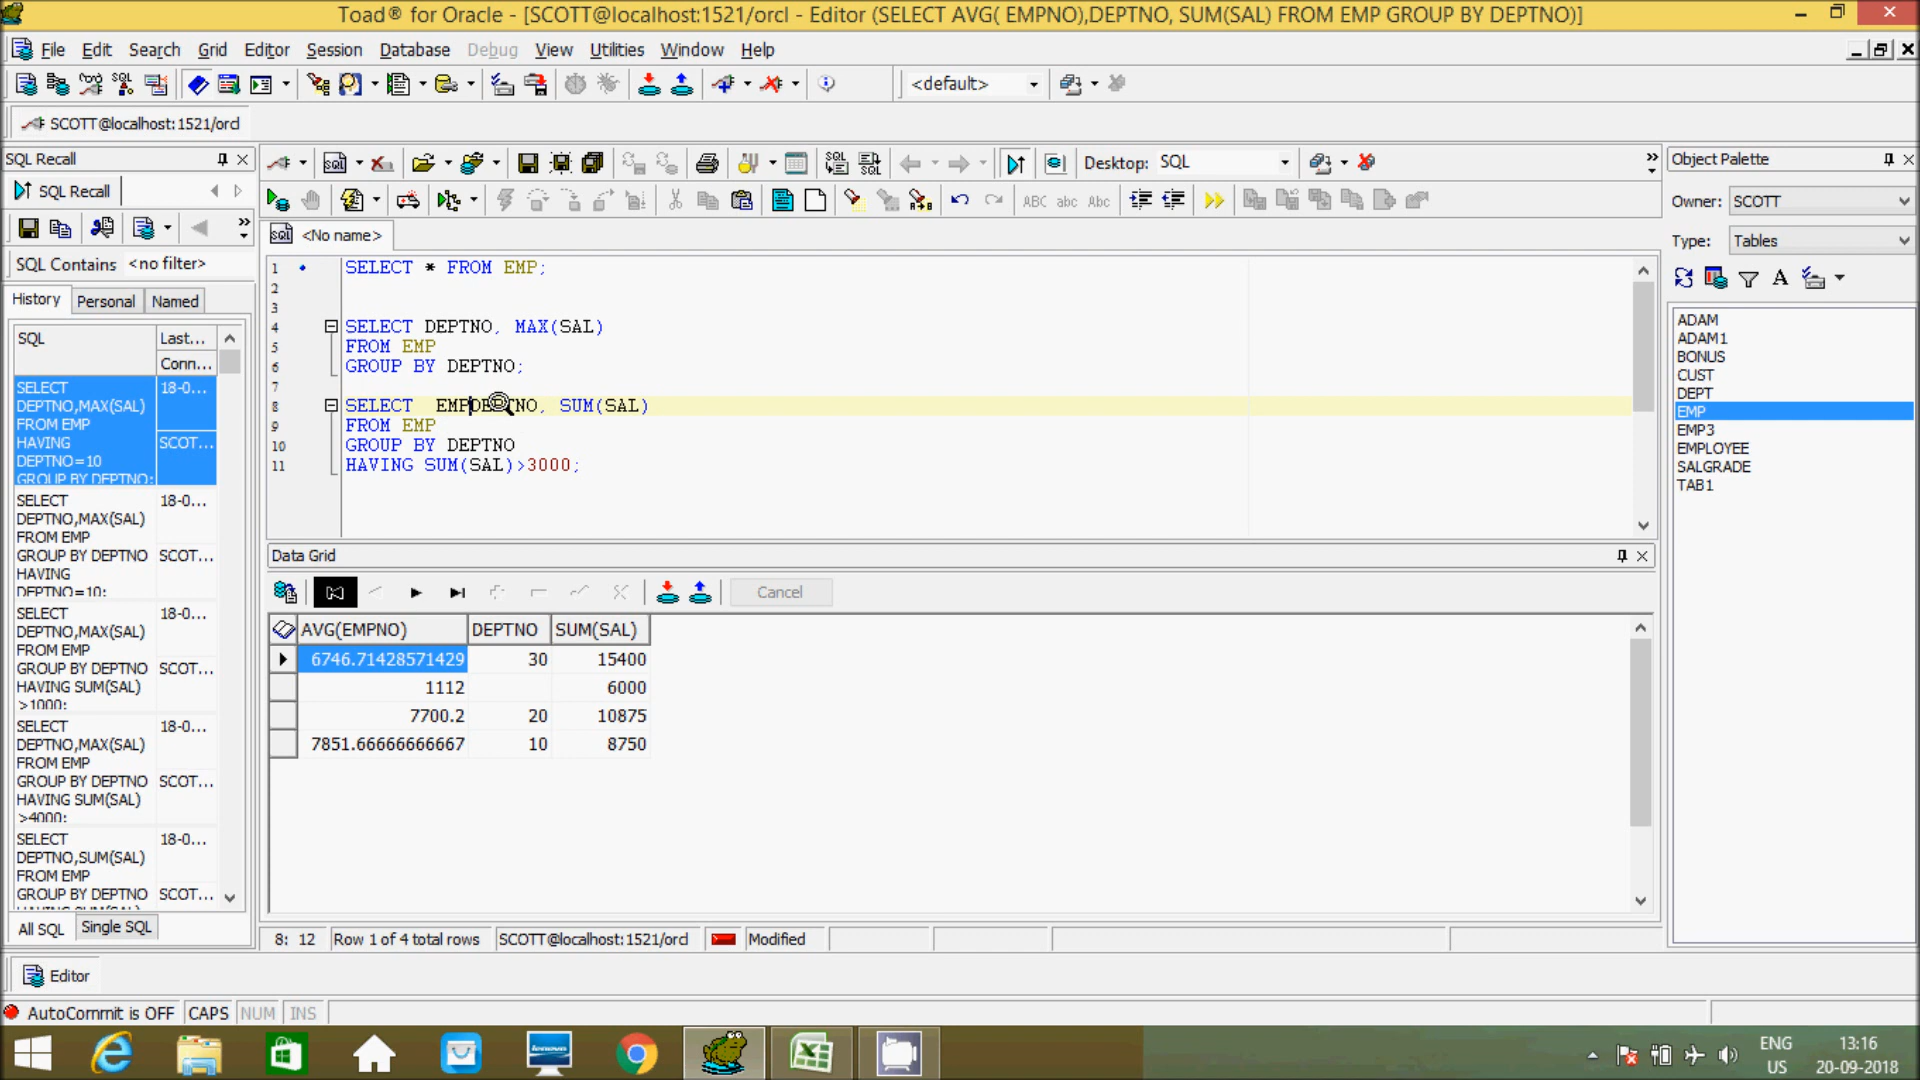 Toad® for Oracle - [SCOTT@localhost:1521/orcl - Editor (SELECT AVG( EMPNO),DEPTNO, SUM(SAL) FROM EMP GROUP BY DEPTNO)]
File Edit Search Grid Editor Session Database Debug View Utilities Window Help
<default>
SCOTT@localhost:1521/orcl
SQL Recall
SQL Recall
SQL Contains <no filter>
History Personal Named
SQL Last...
Conn...
SELECT 18-0...
DEPTNO,MAX(SAL)
FROM EMP
HAVING SCOT...
DEPTNO=10
GROUP BY DEPTNO;
SELECT 18-0...
DEPTNO,MAX(SAL)
FROM EMP
GROUP BY DEPTNO SCOT...
HAVING
DEPTNO=10;
SELECT 18-0...
DEPTNO,MAX(SAL)
FROM EMP
GROUP BY DEPTNO SCOT...
HAVING SUM(SAL)
>1000;
SELECT 18-0...
DEPTNO,MAX(SAL)
FROM EMP
GROUP BY DEPTNO SCOT...
HAVING SUM(SAL)
>4000;
SELECT 18-0...
DEPTNO,SUM(SAL)
FROM EMP
GROUP BY DEPTNO SCOT...
All SQL Single SQL
Desktop: SQL
ABC abc Abc
<No name>
1 SELECT * FROM EMP;
2
3
4 SELECT DEPTNO, MAX(SAL)
5 FROM EMP
6 GROUP BY DEPTNO;
7
8 SELECT EMPDEPTNO, SUM(SAL)
9 FROM EMP
10 GROUP BY DEPTNO
11 HAVING SUM(SAL)>3000;
Data Grid
Cancel
AVG(EMPNO) DEPTNO SUM(SAL)
6746.71428571429 30 15400
1112 6000
7700.2 20 10875
7851.66666666667 10 8750
8: 12 Row 1 of 4 total rows SCOTT@localhost:1521/orcl Modified
Object Palette
Owner: SCOTT
Type: Tables
ADAM
ADAM1
BONUS
CUST
DEPT
EMP
EMP3
EMPLOYEE
SALGRADE
TAB1
Editor
AutoCommit is OFF CAPS NUM INS
ENG 13:16
US 20-09-2018